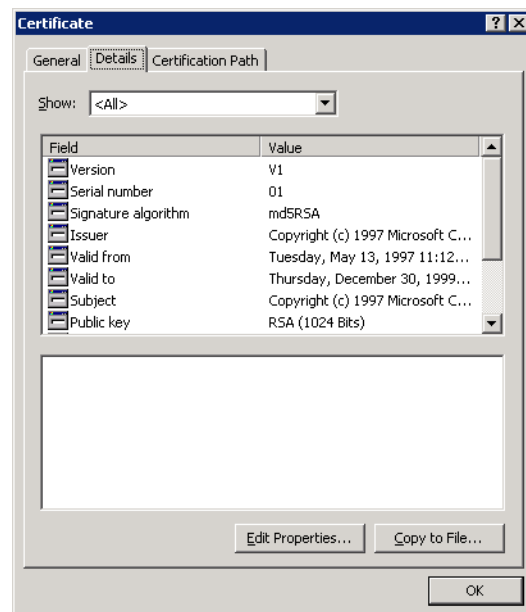 Certificate
General Details Certification Path
Show: <All>
Field Value
Version V1
Serial number 01
Signature algorithm md5RSA
Issuer Copyright (c) 1997 Microsoft C...
Valid from Tuesday, May 13, 1997 11:12...
Valid to Thursday, December 30, 1999...
Subject Copyright (c) 1997 Microsoft C...
Public key RSA (1024 Bits)
Edit Properties... Copy to File...
OK